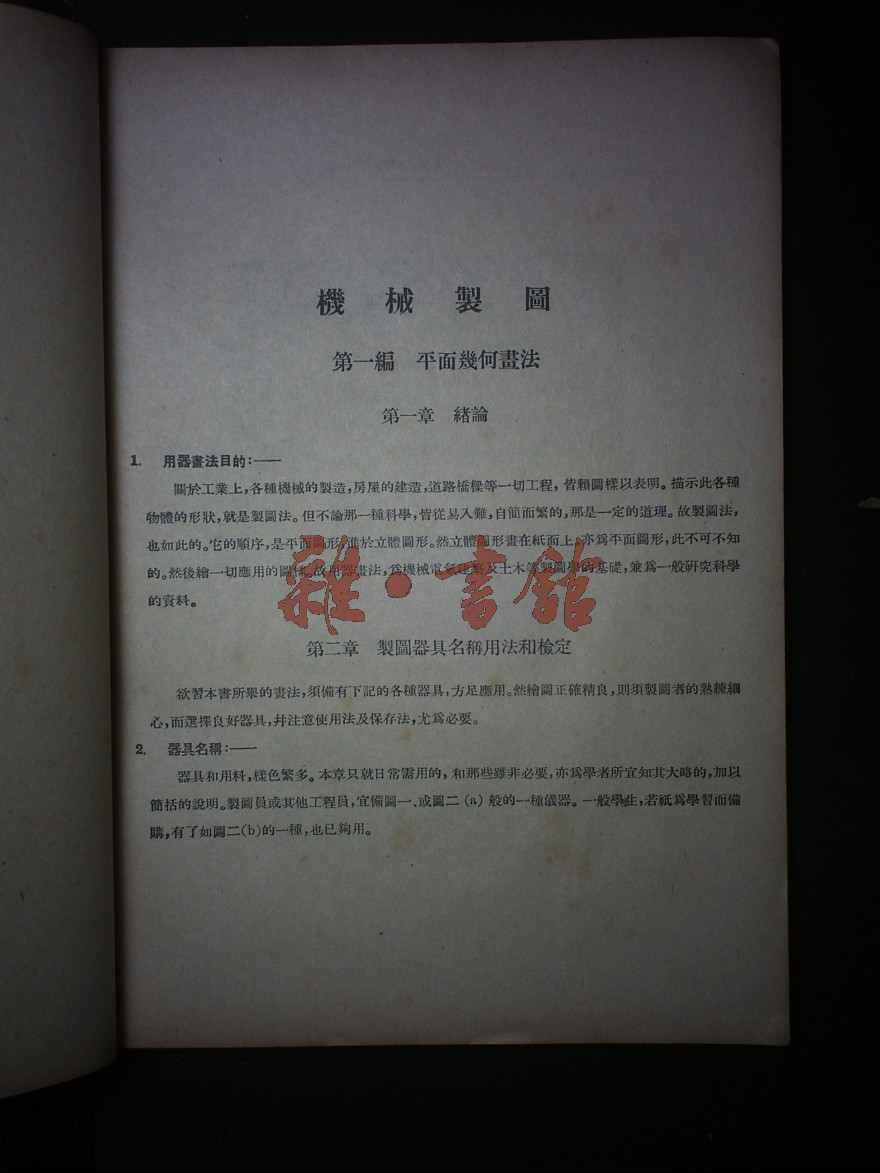 機械製圖
第一編 平面幾何畫法
第一章 緒論
1. 用器畫法目的:——
關於工業上,各種機械的製造,房屋的建造,道路橋樑等一切工程,皆賴圖樣以表明。描示此各種
物體的形狀,就是製圖法。但不論那一種科學,皆從易入難,自簡而繁的,那是一定的道理。故製圖法,
也如此的。它的順序,是平面圖形,進於立體圖形。然立體圖形畫在紙面上,亦爲平面圖形,此不可不知
的。然後繪一切應用的圖樣。故用器畫法,爲機械電氣建築及土木等製圖學的基礎,兼爲一般研究科學
的資料。
雜·書館
第二章 製圖器具名稱用法和檢定
欲習本書所舉的畫法,須備有下記的各種器具,方足應用。然繪圖正確精良,則須製圖者的熟練細
心,而選擇良好器具,幷注意使用法及保存法,尤爲必要。
2. 器具名稱:——
器具和用料,樣色繁多。本章只就日常需用的,和那些雖非必要,亦爲學者所宜知其大略的,加以
簡括的說明。製圖員或其他工程員,宜備圖一、或圖二 (a) 般的一種儀器。一般學生,若祇爲學習而備
購,有了如圖二(b)的一種,也已夠用。